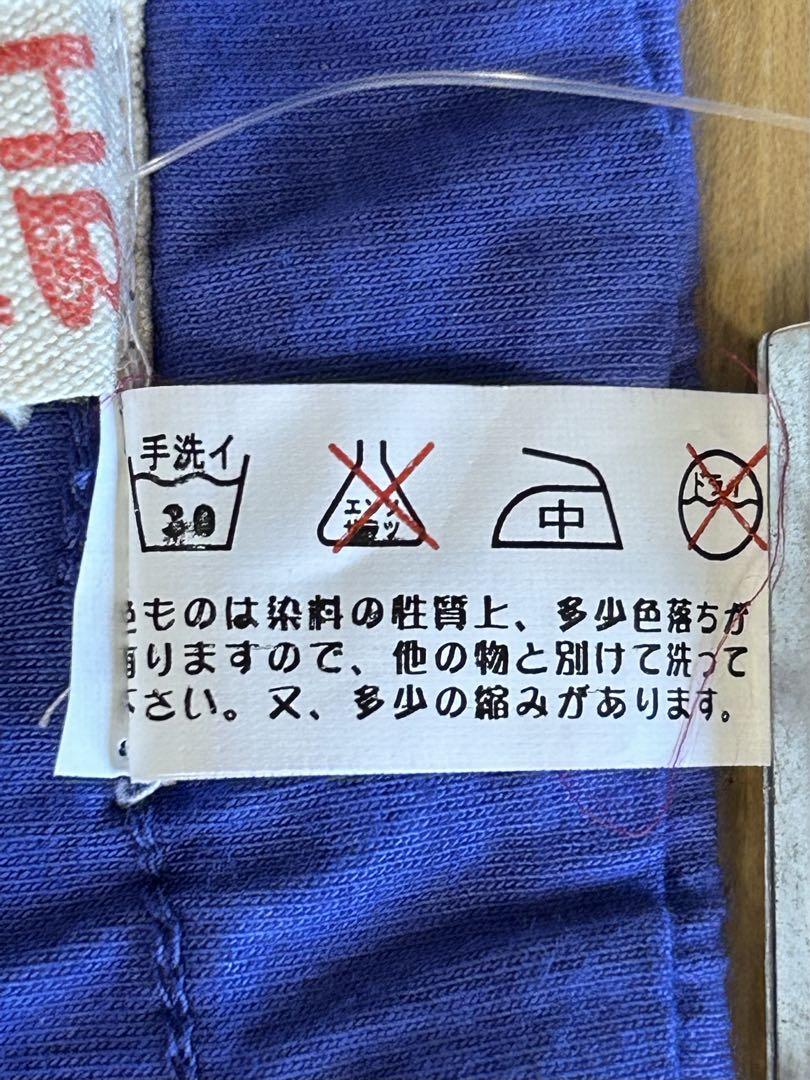 手洗イ
30
エンソ
サラシ
中
ドライ
色ものは染料の性質上、多少色落ちが
有りますので、他の物と別けて洗って
下さい。又、多少の縮みがあります。